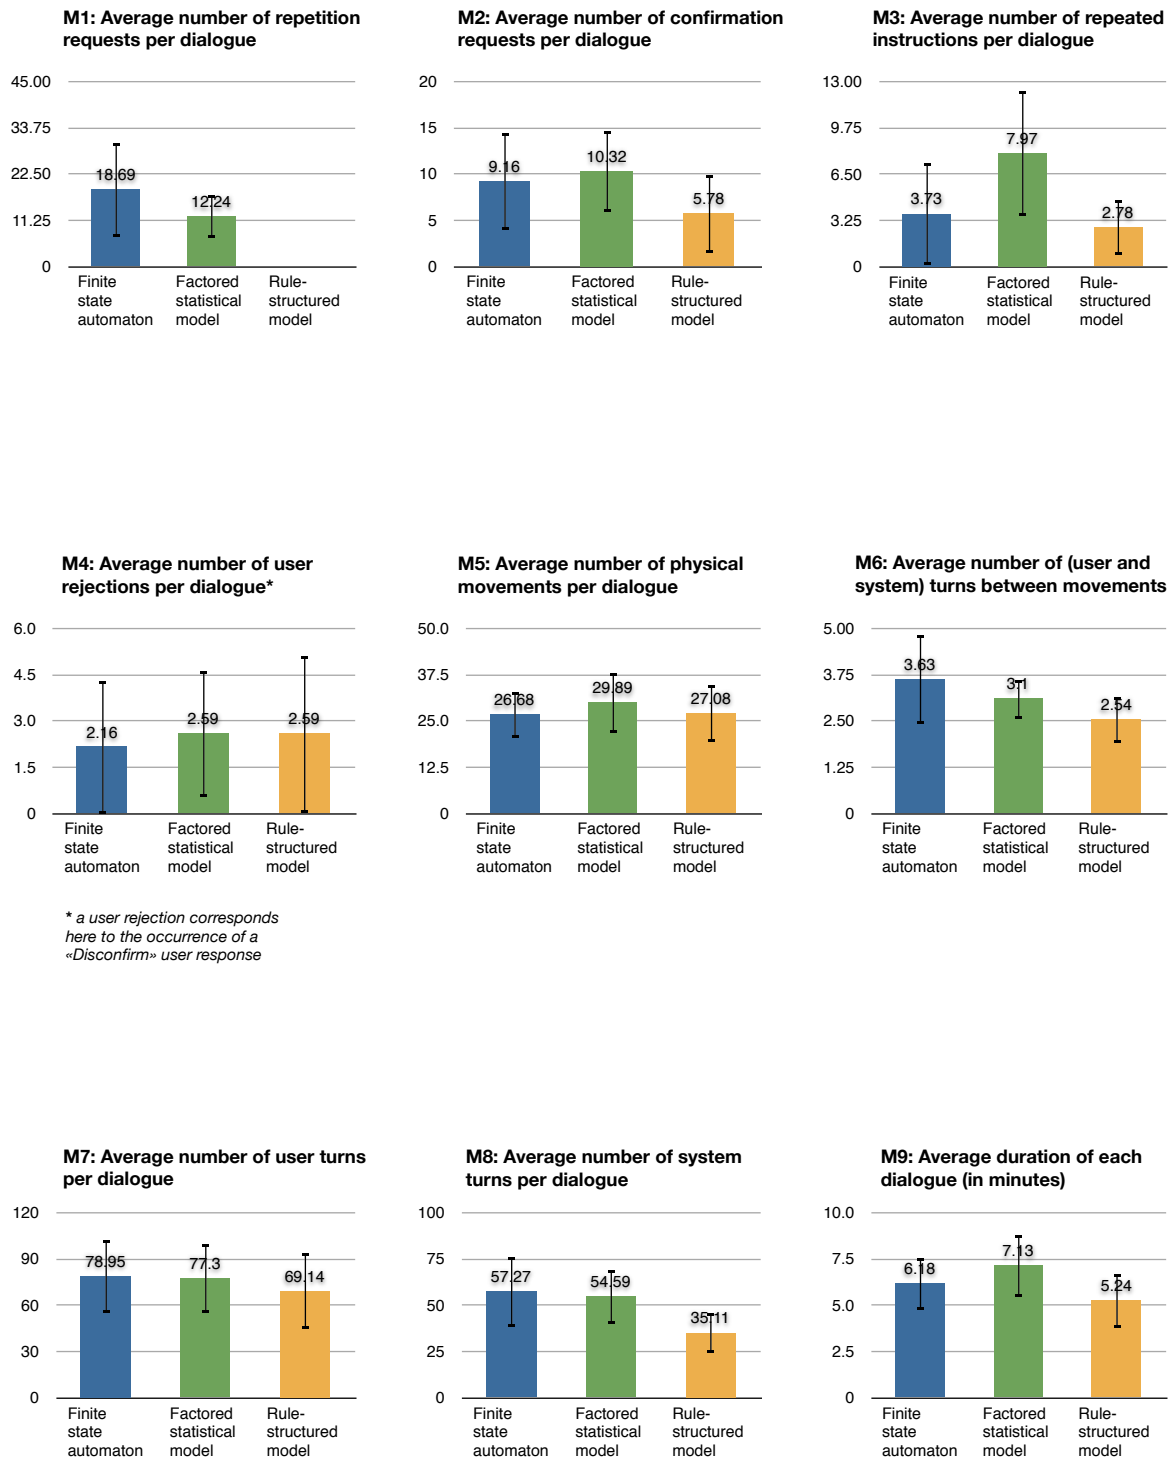 M1: Average number of repetition
requests per dialogue
45.00
33.75
22.50
11.25
0
18.69
12.24
Finite
state
automaton
Factored
statistical
model
Rule-
structured
model
M2: Average number of confirmation
requests per dialogue
20
15
10
5
0
9.16
10.32
5.78
Finite
state
automaton
Factored
statistical
model
Rule-
structured
model
M3: Average number of repeated
instructions per dialogue
13.00
9.75
6.50
3.25
0
3.73
7.97
2.78
Finite
state
automaton
Factored
statistical
model
Rule-
structured
model
M4: Average number of user
rejections per dialogue*
6.0
4.5
3.0
1.5
0
2.16
2.59
2.59
Finite
state
automaton
Factored
statistical
model
Rule-
structured
model
* a user rejection corresponds
here to the occurrence of a
«Disconfirm» user response
M5: Average number of physical
movements per dialogue
50.0
37.5
25.0
12.5
0
26.68
29.89
27.08
Finite
state
automaton
Factored
statistical
model
Rule-
structured
model
M6: Average number of (user and
system) turns between movements
5.00
3.75
2.50
1.25
0
3.63
3.1
2.54
Finite
state
automaton
Factored
statistical
model
Rule-
structured
model
M7: Average number of user turns
per dialogue
120
90
60
30
0
78.95
77.3
69.14
Finite
state
automaton
Factored
statistical
model
Rule-
structured
model
M8: Average number of system
turns per dialogue
100
75
50
25
0
57.27
54.59
35.11
Finite
state
automaton
Factored
statistical
model
Rule-
structured
model
M9: Average duration of each
dialogue (in minutes)
10.0
7.5
5.0
2.5
0
6.18
7.13
5.24
Finite
state
automaton
Factored
statistical
model
Rule-
structured
model